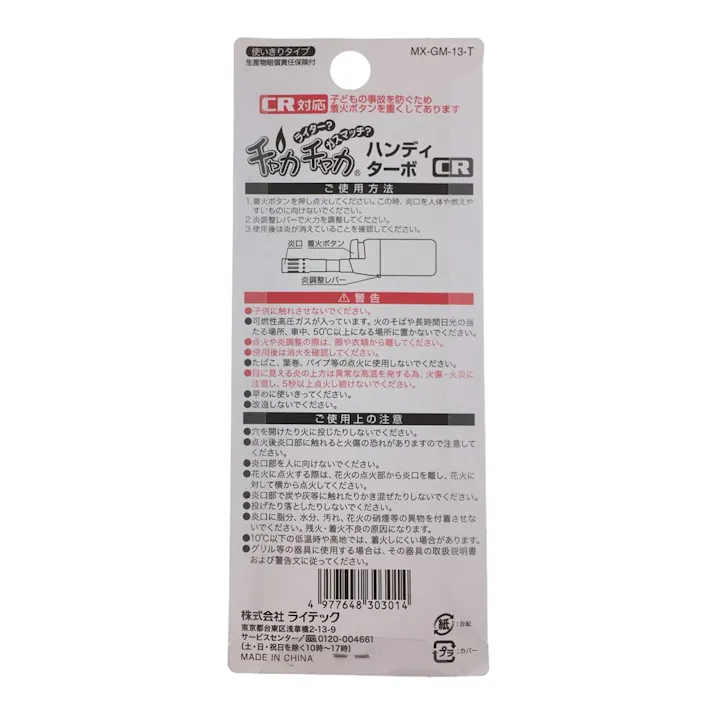 使いきりタイプ
生産物賠償責任保険付
MX-GM-13-T
CR対応 子どもの事故を防ぐため
着火ボタンを重くしてあります
ライター? ガスマッチ?
チャカチャカ® ハンディ
ターボ CR
ご使用方法
1.着火ボタンを押し点火してください。この時、炎口を人体や燃えや
すいものに向けないでください。
2.炎調整レバーで火力を調整してください。
3.使用後は炎が消えていることを確認してください。
炎口 着火ボタン
炎調整レバー
⚠警告
●子供に触れさせないでください。
●可燃性高圧ガスが入っています。火のそばや長時間日光の当
たる場所、車中、50℃以上になる場所に置かないでください。
●点火や炎調整の際は、顔や衣類から離してください。
●使用後は消火を確認してください。
●たばこ、葉巻、パイプ等の点火に使用しないでください。
●目に見える炎の上方は異常な高温を発する為、火傷・火災に
注意し、5秒以上点火し続けないでください。
●早めに使いきってください。
●改造しないでください。
ご使用上の注意
●穴を開けたり火に投じたりしないでください。
●点火後炎口部に触れると火傷の恐れがありますので注意して
ください。
●炎口部を人に向けないでください。
●花火に点火する際は、花火の点火部から炎口を離し、花火に
対して横から点火してください。
●炎口部で炭や灰等に触れたりかき混ぜたりしないでください。
●投げたり落としたりしないでください。
●炎口に脂分、水分、汚れ、花火の硝煙等の異物を付着させな
いでください。残火・着火不良の原因になります。
●10℃以下の低温時や高地では、着火しにくい場合があります。
●グリル等の器具に使用する場合は、その器具の取扱説明書
および警告文に従ってください。
4 977648 303014
株式会社 ライテック
東京都台東区浅草橋2-13-9
サービスセンター/0120-004661
(土・日・祝日を除く10時〜17時)
MADE IN CHINA
紙 :台紙
プラ :カバー